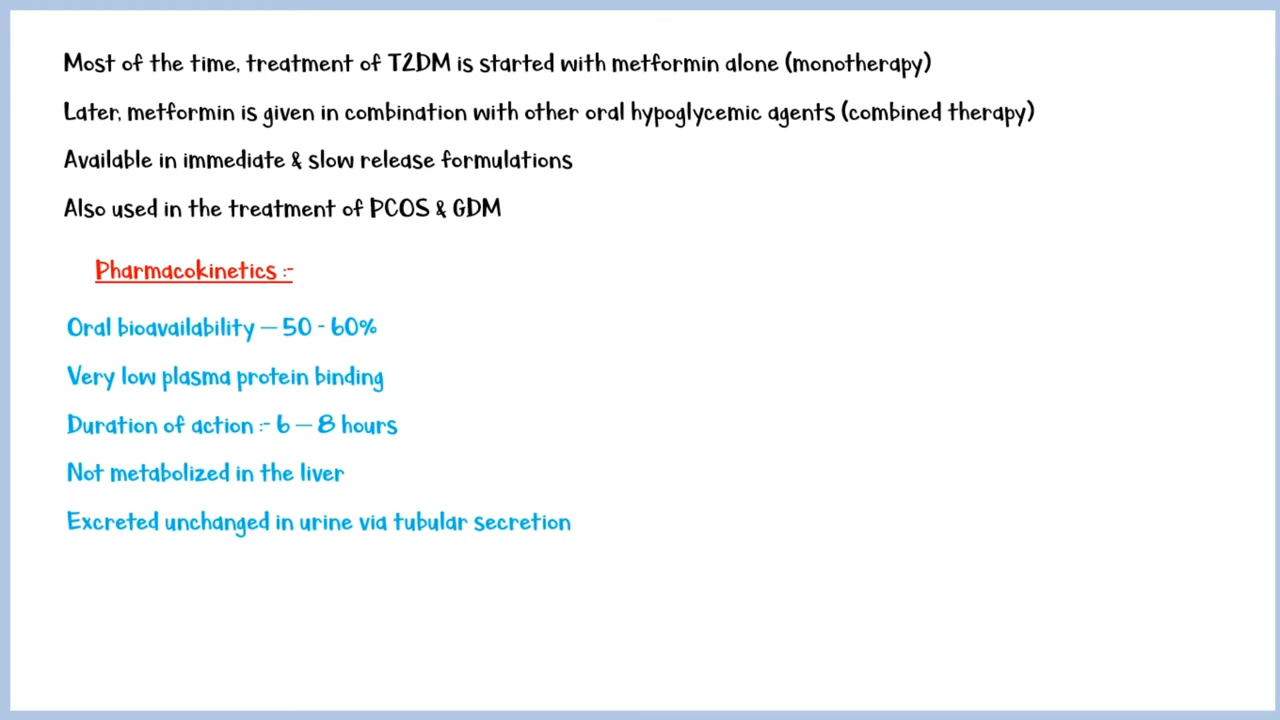 Most of the time, treatment of T2DM is started with metformin alone (monotherapy)
Later, metformin is given in combination with other oral hypoglycemic agents (combined therapy)
Available in immediate & slow release formulations
Also used in the treatment of PCOS & GDM
Pharmacokinetics :-
Oral bioavailability – 50 - 60%
Very low plasma protein binding
Duration of action :- 6 – 8 hours
Not metabolized in the liver
Excreted unchanged in urine via tubular secretion